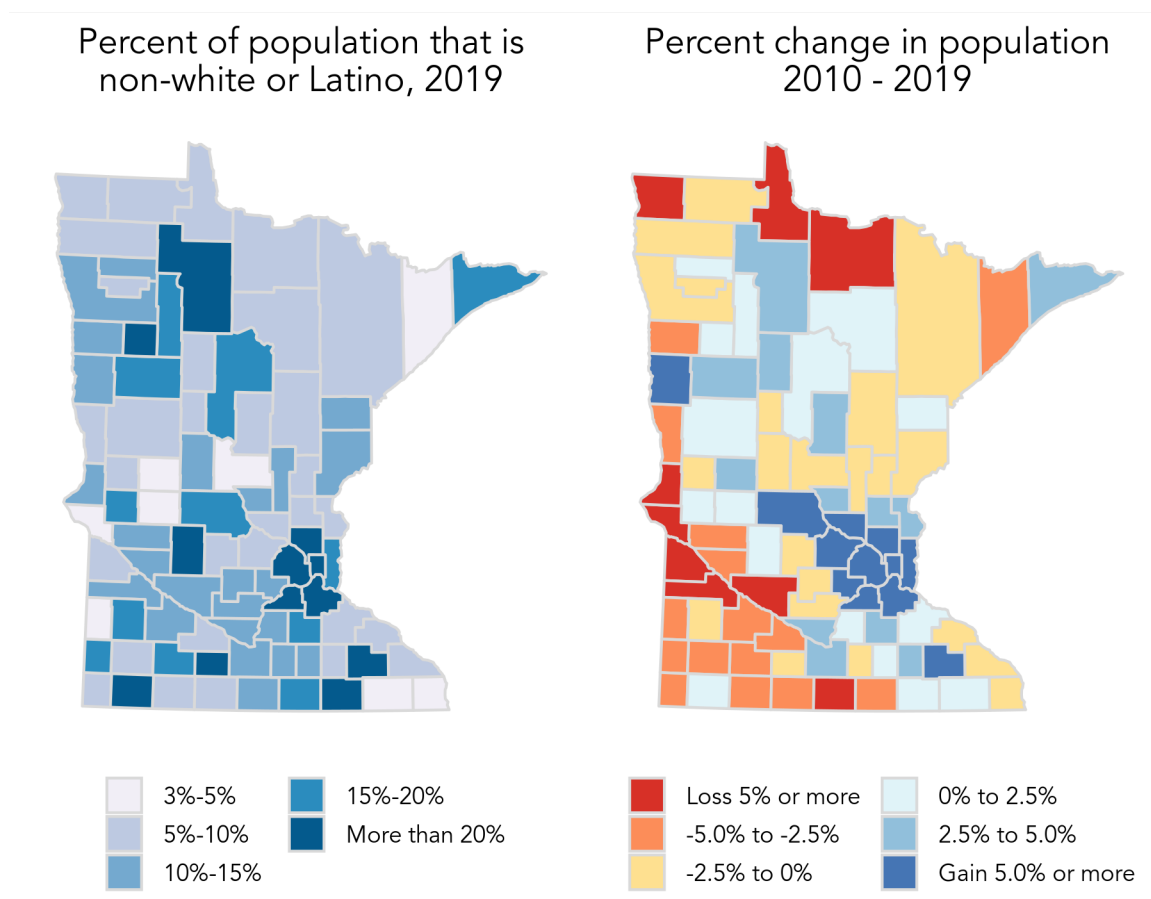 Percent of population that is
non-white or Latino, 2019
Percent change in population
2010 - 2019
3%-5%
5%-10%
10%-15%
15%-20%
More than 20%
Loss 5% or more
-5.0% to -2.5%
-2.5% to 0%
0% to 2.5%
2.5% to 5.0%
Gain 5.0% or more